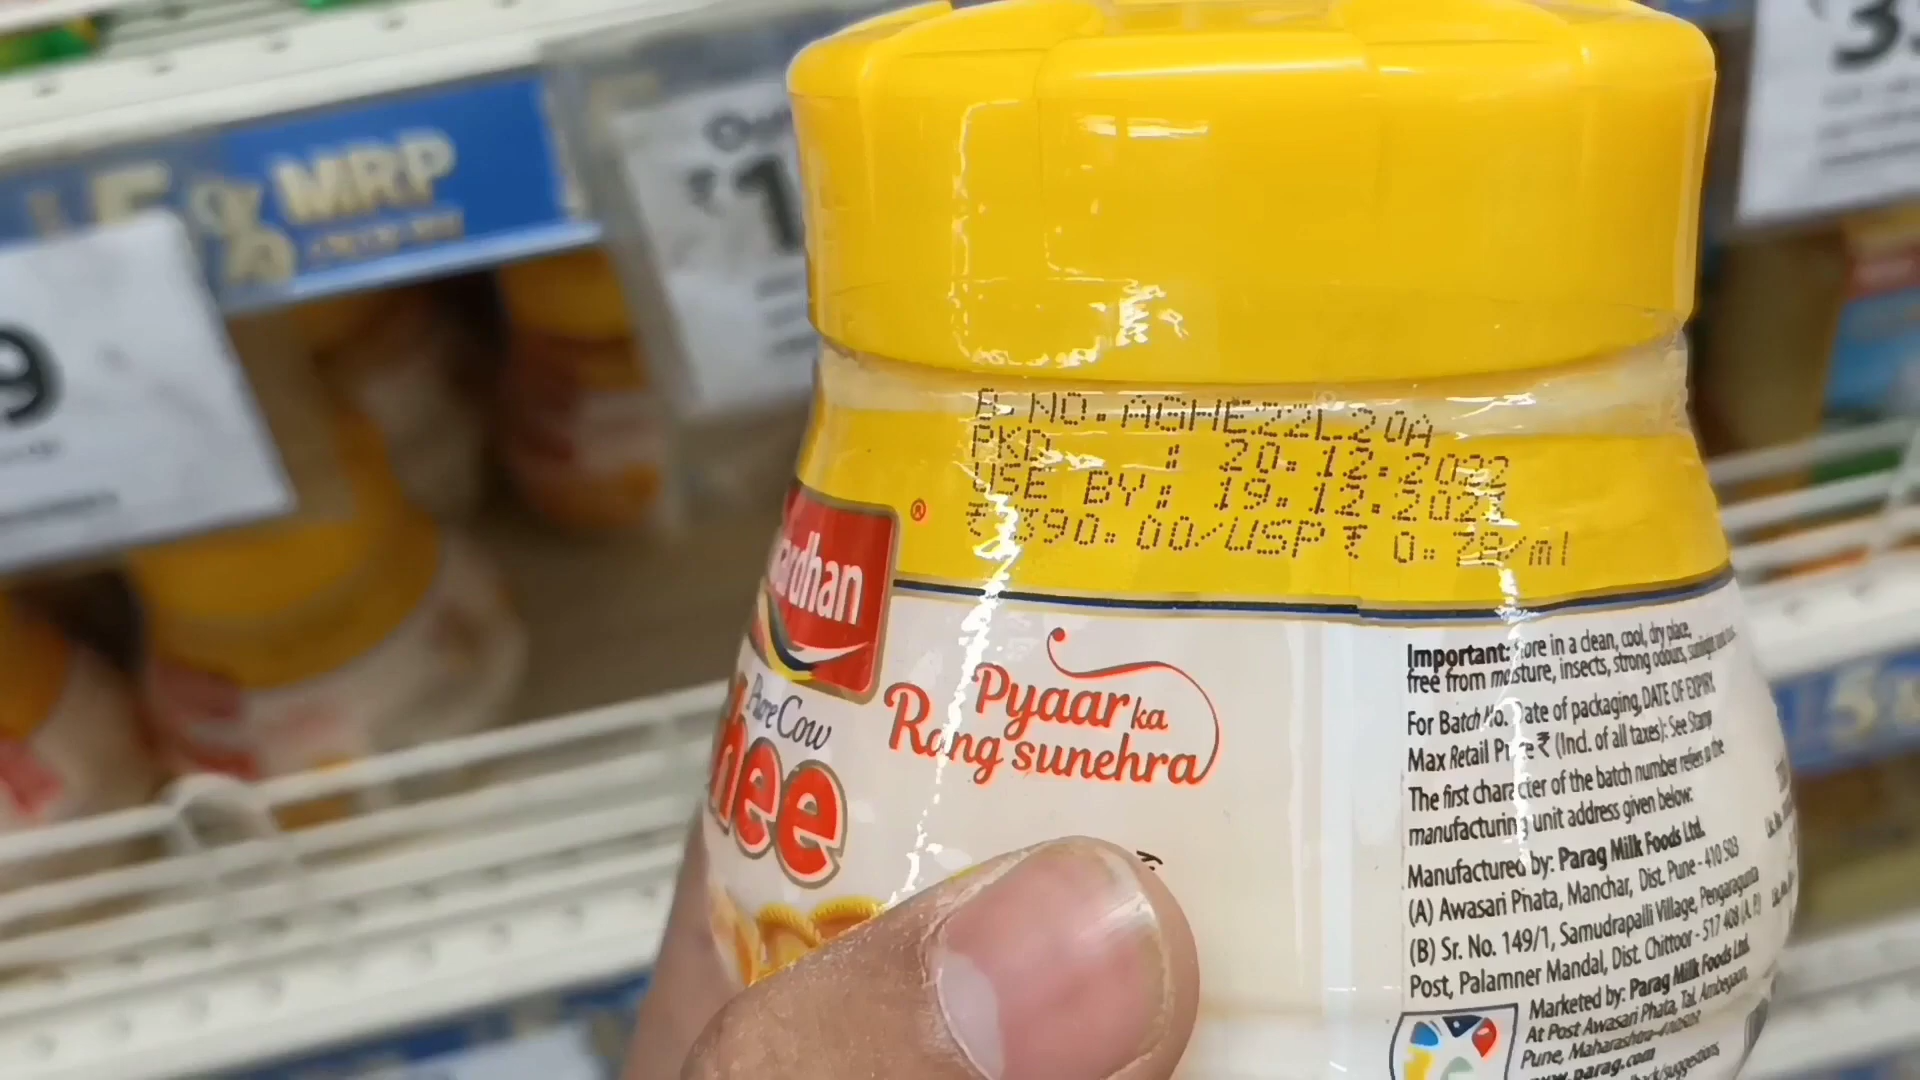 5% MRP
9
₹1
B. NO. AGHE22L20A
PKD : 20.12.2022
USE BY: 19.12.2023
₹ 390.00/USP ₹ 0.78/ml
®
Pure Cow
Pyaar ka
Rang sunehra
Important: Store in a clean, cool, dry place,
free from moisture, insects, strong odours, sunlight
For Batch No. Date of packaging, DATE OF EXPIRY,
Max Retail Price ₹ (Incl. of all taxes): See Stamp
The first character of the batch number refers to the
manufacturing unit address given below:
Manufactured by: Parag Milk Foods Ltd.
(A) Awasari Phata, Manchar, Dist. Pune - 410 503
(B) Sr. No. 149/1, Samudrapalli Village, Pengaragunta
Post, Palamner Mandal, Dist. Chittoor - 517 408 (A. P.)
Marketed by: Parag Milk Foods Ltd.
At Post Awasari Phata, Tal. Ambegaon,
Pune, Maharashtra-410503
www.parag.com